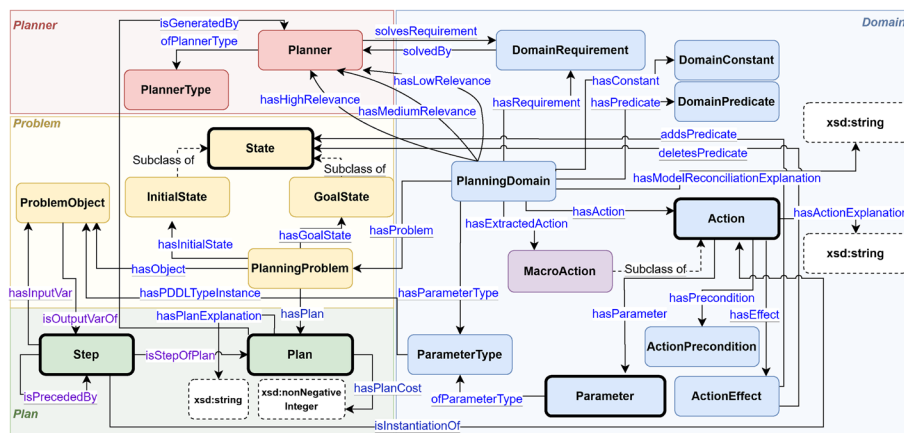 Planner
isGeneratedBy
ofPlannerType
Planner
PlannerType
solvesRequirement
solvedBy
hasLowRelevance
hasHighRelevance
hasMediumRelevance
Domain
DomainRequirement
hasConstant
DomainConstant
hasRequirement
hasPredicate
DomainPredicate
xsd:string
addsPredicate
deletesPredicate
hasModelReconciliationExplanation
PlanningDomain
Problem
State
Subclass of
Subclass of
InitialState
GoalState
ProblemObject
hasInitialState
hasGoalState
hasProblem
hasObject
PlanningProblem
hasExtractedAction
hasAction
Action
hasActionExplanation
xsd:string
MacroAction
Subclass of
hasInputVar
hasPDDLTypeInstance
hasParameterType
hasPrecondition
hasParameter
hasEffect
isOutputVarOf
hasPlanExplanation
hasPlan
Step
isStepOfPlan
Plan
ParameterType
ActionPrecondition
isPrecededBy
xsd:string
xsd:nonNegative
Integer
hasPlanCost
ofParameterType
Parameter
ActionEffect
Plan
isInstantiationOf